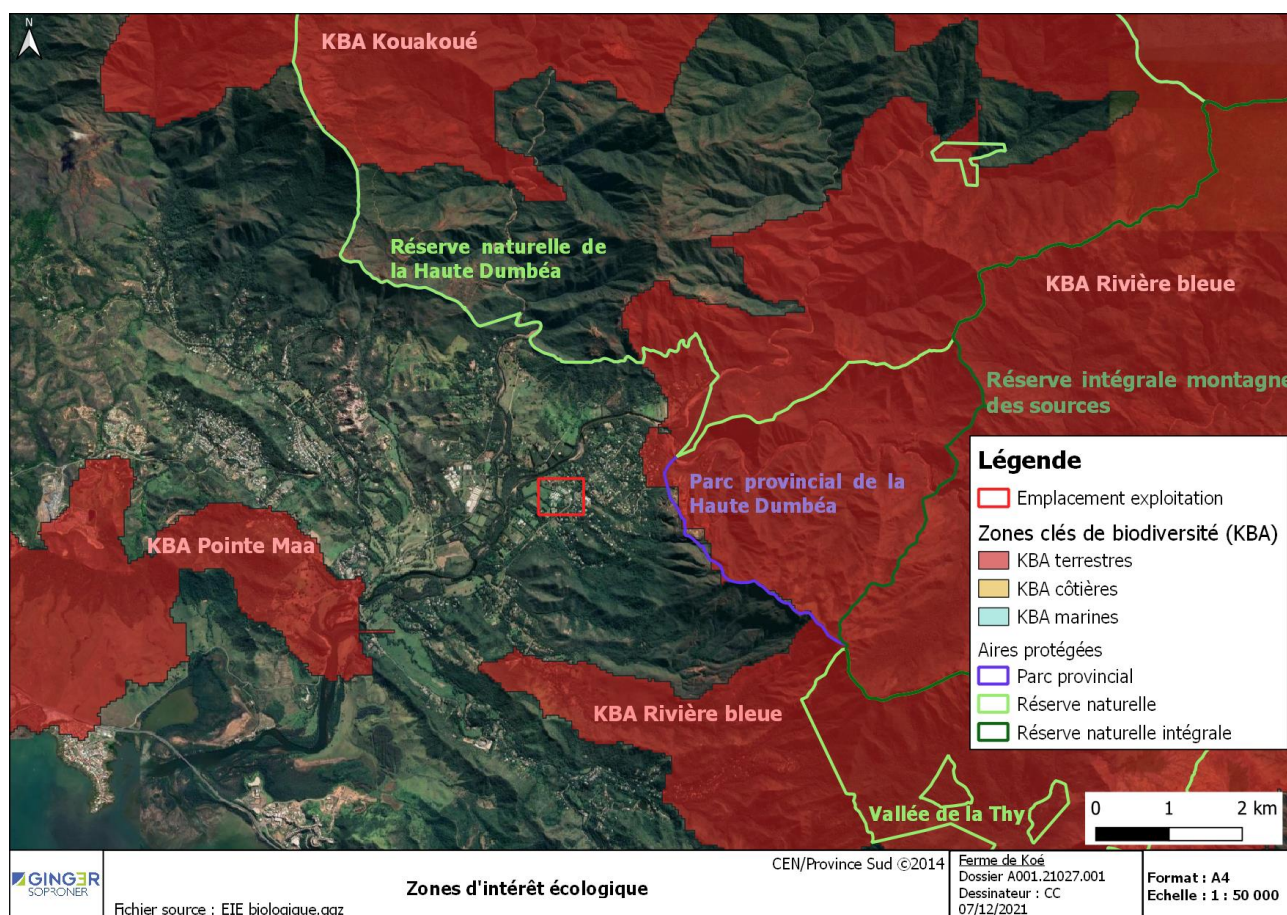 N
KBA Kouakoué
Réserve naturelle de
la Haute Dumbéa
KBA Rivière bleue
Réserve intégrale montagne
des sources
Parc provincial de la
Haute Dumbéa
KBA Pointe Maa
KBA Rivière bleue
Vallée de la Thy
Légende
Emplacement exploitation
Zones clés de biodiversité (KBA)
KBA terrestres
KBA côtières
KBA marines
Aires protégées
Parc provincial
Réserve naturelle
Réserve naturelle intégrale
0 1 2 km
GINGER
SOPRONER
Fichier source : EIE biologique.qgz
Zones d'intérêt écologique
CEN/Province Sud ©2014
Ferme de Koé
Dossier A001.21027.001
Dessinateur : CC
07/12/2021
Format : A4
Echelle : 1 : 50 000